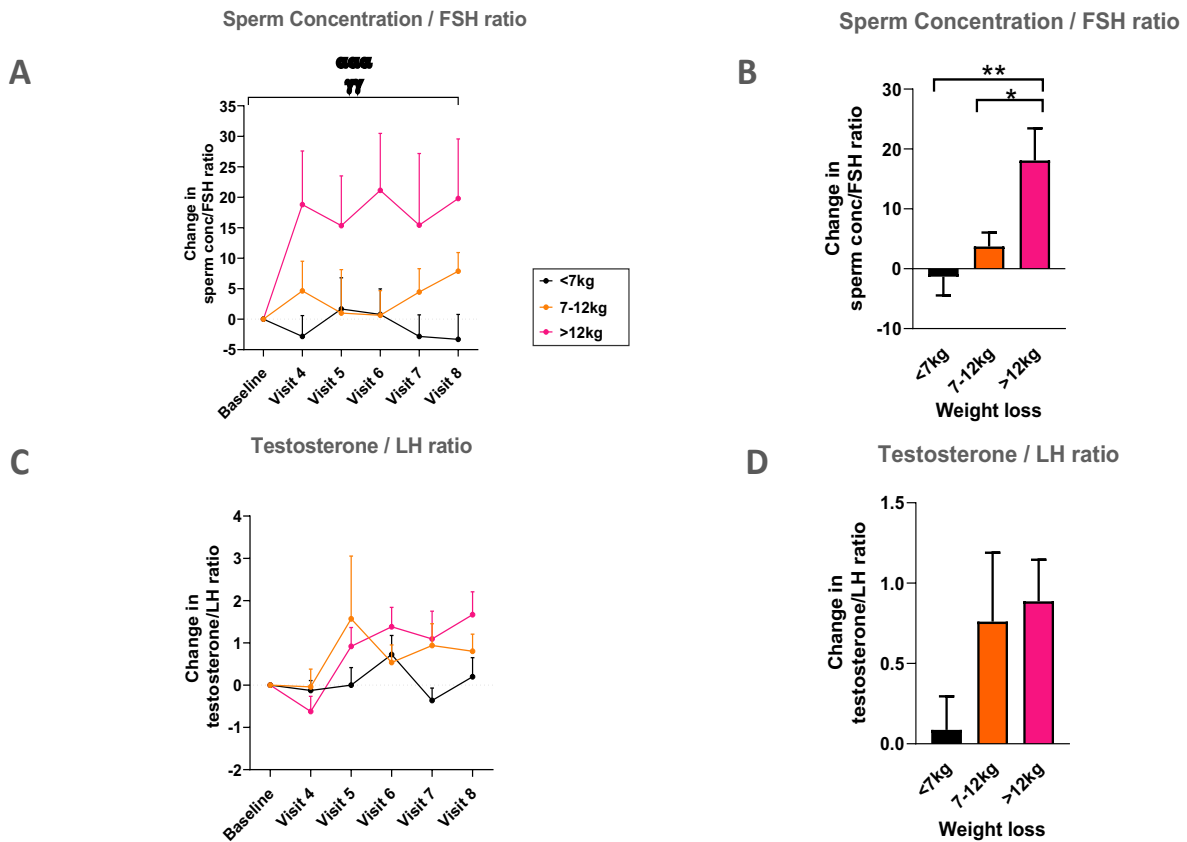 Sperm Concentration / FSH ratio
A
ααα
γγ
Change in
sperm conc/FSH ratio
35
30
25
20
15
10
5
0
-5
Baseline
Visit 4
Visit 5
Visit 6
Visit 7
Visit 8
<7kg
7-12kg
>12kg
Sperm Concentration / FSH ratio
B
**
*
Change in
sperm conc/FSH ratio
30
20
10
0
-10
<7kg
7-12kg
>12kg
Weight loss
Testosterone / LH ratio
C
Change in
testosterone/LH ratio
4
3
2
1
0
-1
-2
Baseline
Visit 4
Visit 5
Visit 6
Visit 7
Visit 8
Testosterone / LH ratio
D
Change in
testosterone/LH ratio
1.5
1.0
0.5
0.0
<7kg
7-12kg
>12kg
Weight loss